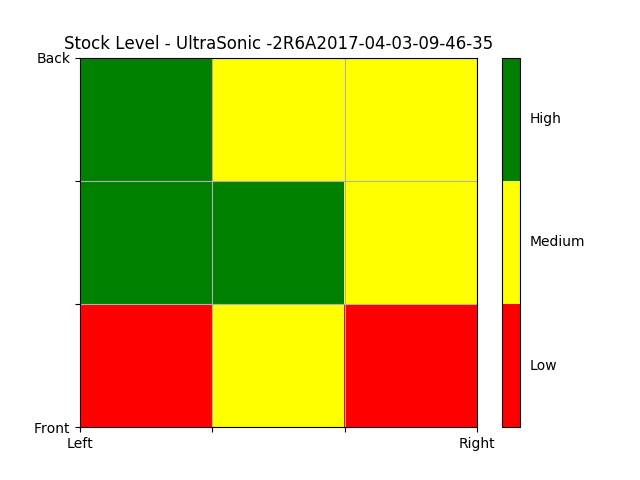 Stock Level - UltraSonic -2R6A2017-04-03-09-46-35
Back
High
Medium
Low
Front
Left
Right